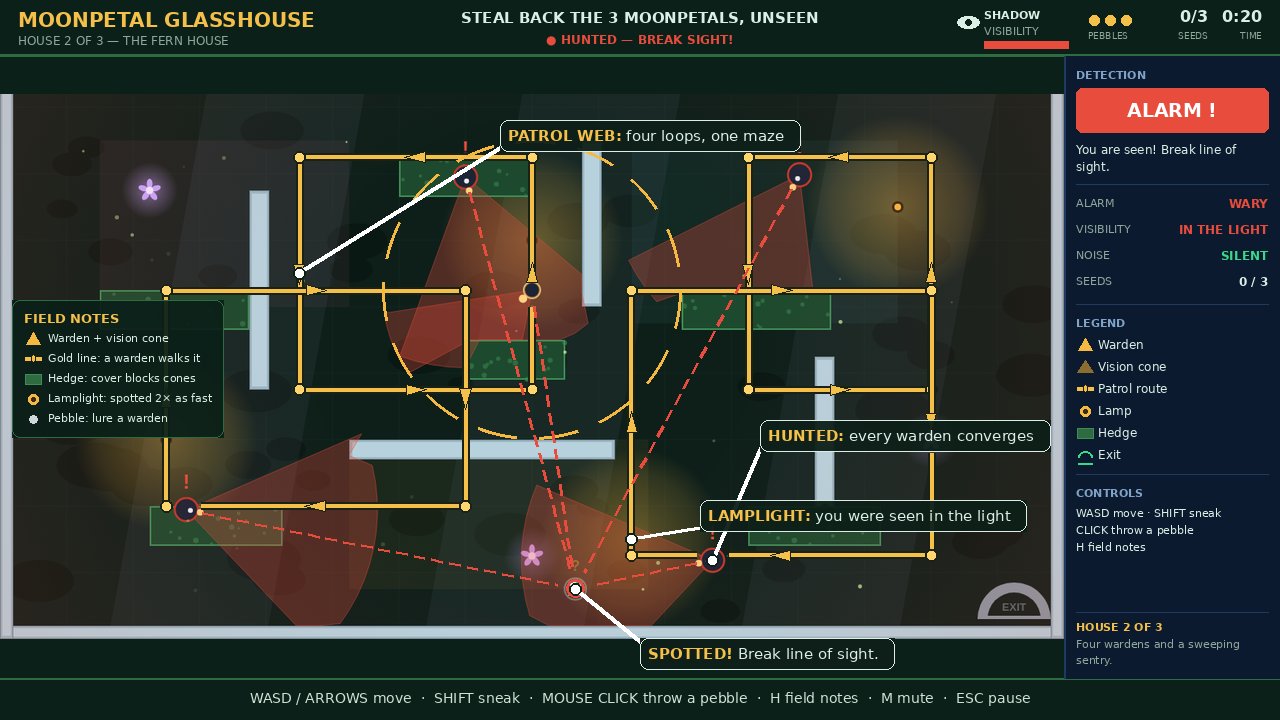 MOONPETAL GLASSHOUSE
HOUSE 2 OF 3 — THE FERN HOUSE
STEAL BACK THE 3 MOONPETALS, UNSEEN
● HUNTED — BREAK SIGHT!
SHADOW
VISIBILITY
PEBBLES
0/3
SEEDS
0:20
TIME
PATROL WEB: four loops, one maze
!
FIELD NOTES
Warden + vision cone
Gold line: a warden walks it
Hedge: cover blocks cones
Lamplight: spotted 2× as fast
Pebble: lure a warden
HUNTED: every warden converges
!
LAMPLIGHT: you were seen in the light
?
EXIT
SPOTTED! Break line of sight.
DETECTION
ALARM !
You are seen! Break line of
sight.
ALARM WARY
VISIBILITY IN THE LIGHT
NOISE SILENT
SEEDS 0 / 3
LEGEND
Warden
Vision cone
Patrol route
Lamp
Hedge
Exit
CONTROLS
WASD move · SHIFT sneak
CLICK throw a pebble
H field notes
HOUSE 2 OF 3
Four wardens and a sweeping
sentry.
WASD / ARROWS move · SHIFT sneak · MOUSE CLICK throw a pebble · H field notes · M mute · ESC pause